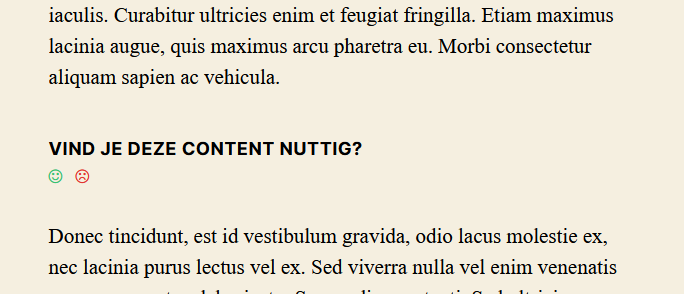 iaculis. Curabitur ultricies enim et feugiat fringilla. Etiam maximus
lacinia augue, quis maximus arcu pharetra eu. Morbi consectetur
aliquam sapien ac vehicula.
VIND JE DEZE CONTENT NUTTIG?
Donec tincidunt, est id vestibulum gravida, odio lacus molestie ex,
nec lacinia purus lectus vel ex. Sed viverra nulla vel enim venenatis